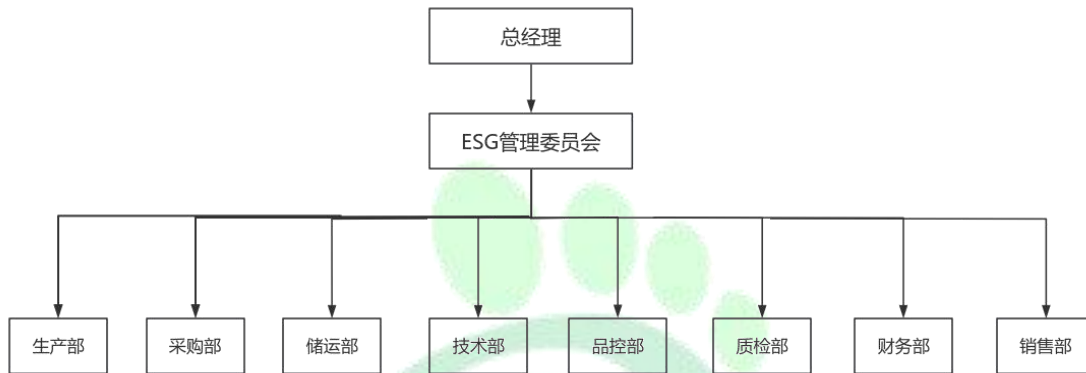 总经理
ESG管理委员会
生产部
采购部
储运部
技术部
品控部
质检部
财务部
销售部